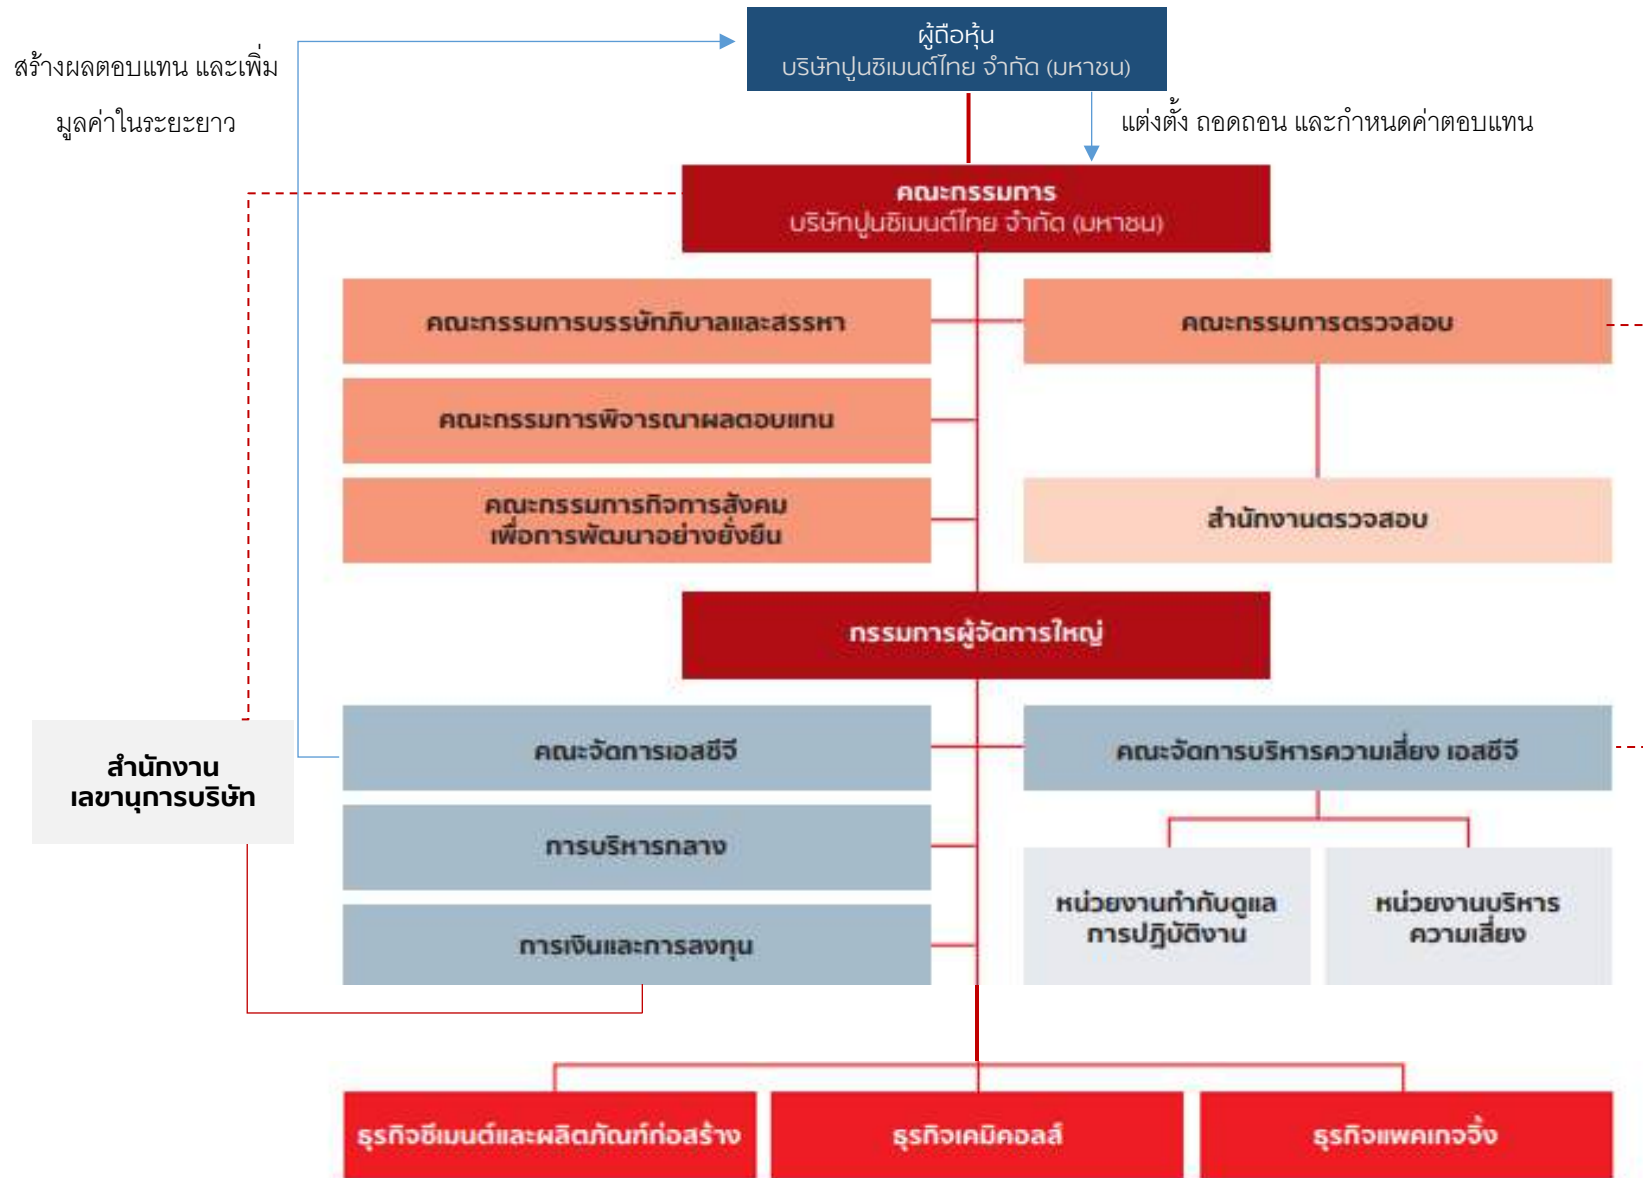 ผู้ถือหุ้น
บริษัทปูนซิเมนต์ไทย จำกัด (มหาชน)
สร้างผลตอบแทน และเพิ่ม
มูลค่าในระยะยาว
แต่งตั้ง ถอดถอน และกำหนดค่าตอบแทน
คณะกรรมการ
บริษัทปูนซิเมนต์ไทย จำกัด (มหาชน)
คณะกรรมการบรรษัทภิบาลและสรรหา
คณะกรรมการตรวจสอบ
คณะกรรมการพิจารณาผลตอบแทน
คณะกรรมการกิจการสังคม
เพื่อการพัฒนาอย่างยั่งยืน
สำนักงานตรวจสอบ
กรรมการผู้จัดการใหญ่
คณะจัดการเอสซีจี
คณะจัดการบริหารความเสี่ยง เอสซีจี
สำนักงาน
เลขานุการบริษัท
การบริหารกลาง
หน่วยงานกำกับดูแล
การปฏิบัติงาน
หน่วยงานบริหาร
ความเสี่ยง
การเงินและการลงทุน
ธุรกิจซีเมนต์และผลิตภัณฑ์ก่อสร้าง
ธุรกิจเคมิคอลส์
ธุรกิจแพคเกจจิ้ง